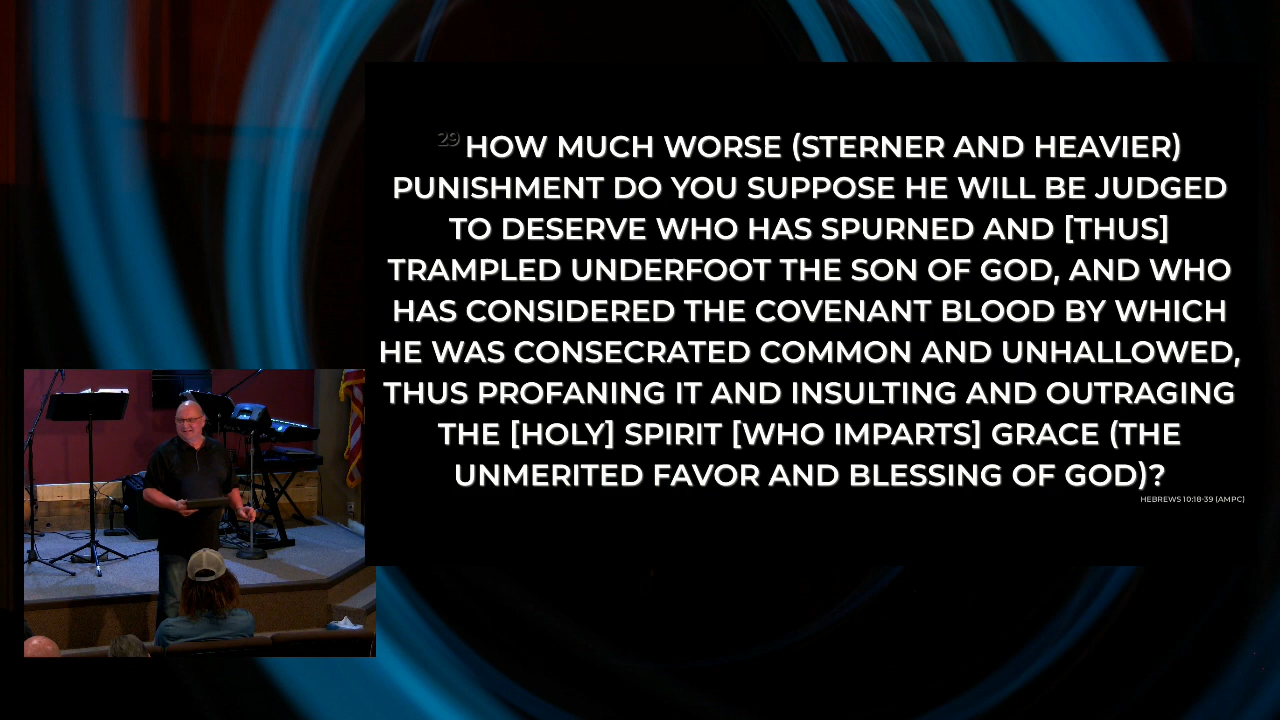 29 HOW MUCH WORSE (STERNER AND HEAVIER)
PUNISHMENT DO YOU SUPPOSE HE WILL BE JUDGED
TO DESERVE WHO HAS SPURNED AND [THUS]
TRAMPLED UNDERFOOT THE SON OF GOD, AND WHO
HAS CONSIDERED THE COVENANT BLOOD BY WHICH
HE WAS CONSECRATED COMMON AND UNHALLOWED,
THUS PROFANING IT AND INSULTING AND OUTRAGING
THE [HOLY] SPIRIT [WHO IMPARTS] GRACE (THE
UNMERITED FAVOR AND BLESSING OF GOD)?
HEBREWS 10:18-39 (AMPC)